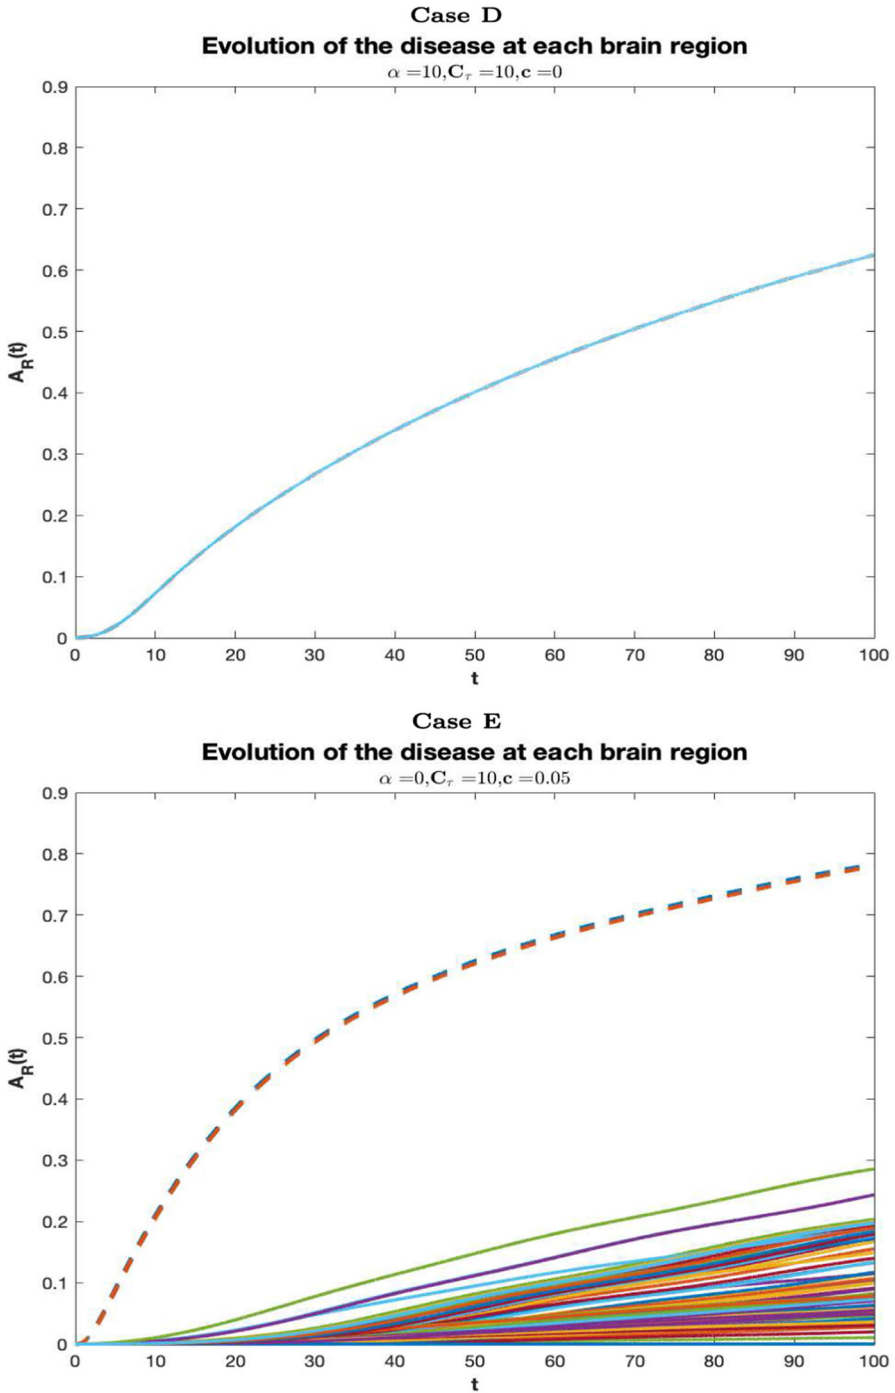 Case D
Evolution of the disease at each brain region
α =10,Cτ =10,c =0
0.9
0.8
0.7
0.6
0.5
0.4
0.3
0.2
0.1
0
AR(t)
0 10 20 30 40 50 60 70 80 90 100
t
Case E
Evolution of the disease at each brain region
α =0,Cτ =10,c =0.05
0.9
0.8
0.7
0.6
0.5
0.4
0.3
0.2
0.1
0
AR(t)
0 10 20 30 40 50 60 70 80 90 100
t